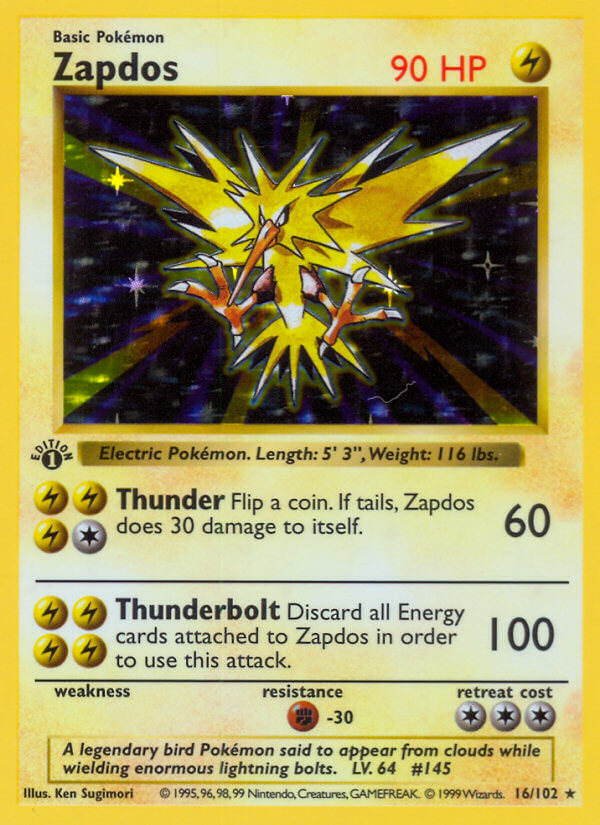 Basic Pokémon
Zapdos
90 HP
EDITION
1
Electric Pokémon. Length: 5' 3", Weight: 116 lbs.
Thunder Flip a coin. If tails, Zapdos
does 30 damage to itself.
60
Thunderbolt Discard all Energy
cards attached to Zapdos in order
to use this attack.
100
weakness
resistance
retreat cost
-30
A legendary bird Pokémon said to appear from clouds while
wielding enormous lightning bolts. LV. 64 #145
Illus. Ken Sugimori
© 1995, 96, 98, 99 Nintendo, Creatures, GAMEFREAK. © 1999 Wizards.
16/102 ★